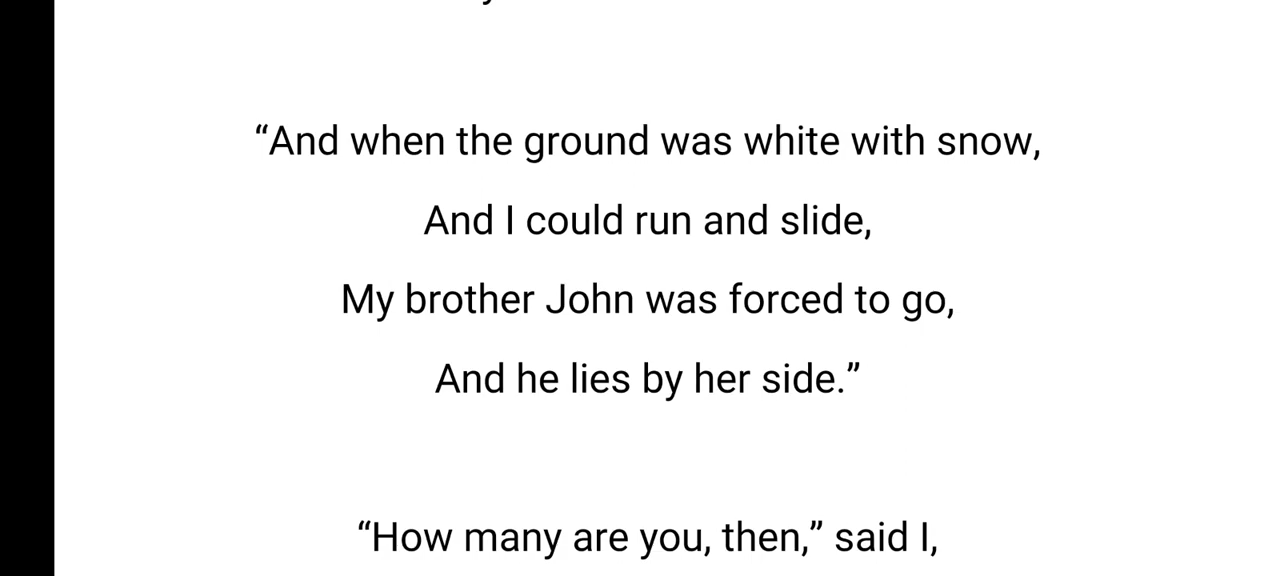 “And when the ground was white with snow,
And I could run and slide,
My brother John was forced to go,
And he lies by her side.”
“How many are you, then,” said I,